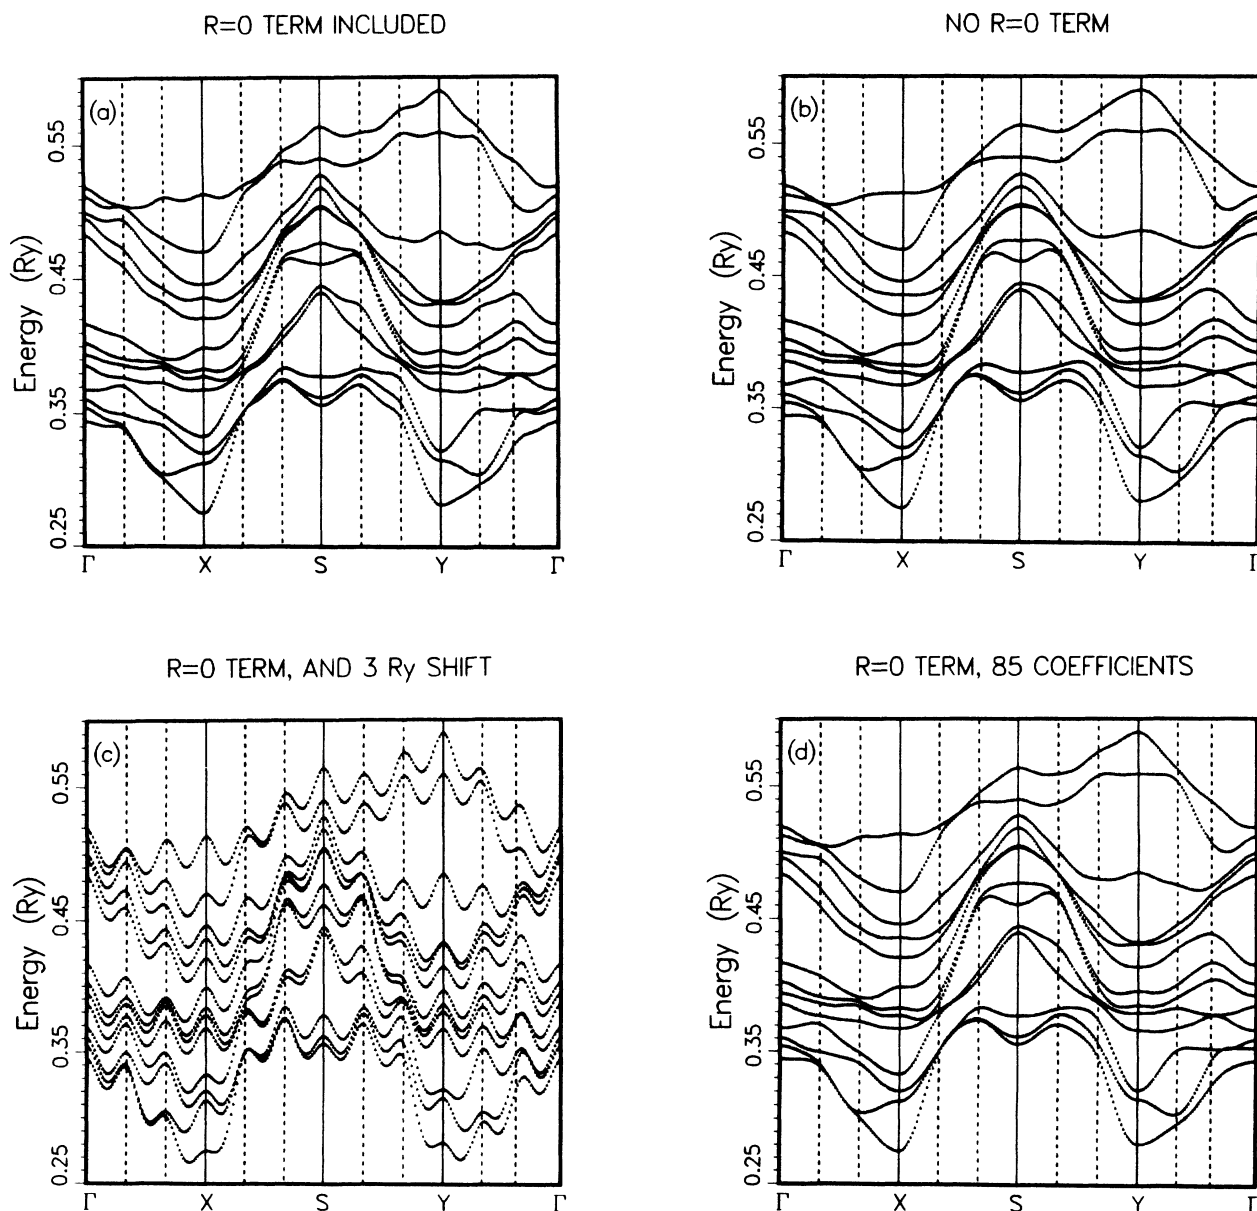 R=0 TERM INCLUDED
NO R=0 TERM
(a)
Energy (Ry)
0.55
0.45
0.35
0.25
Γ X S Y Γ
(b)
Energy (Ry)
0.55
0.45
0.35
0.25
Γ X S Y Γ
R=0 TERM, AND 3 Ry SHIFT
R=0 TERM, 85 COEFFICIENTS
(c)
Energy (Ry)
0.55
0.45
0.35
0.25
Γ X S Y Γ
(d)
Energy (Ry)
0.55
0.45
0.35
0.25
Γ X S Y Γ